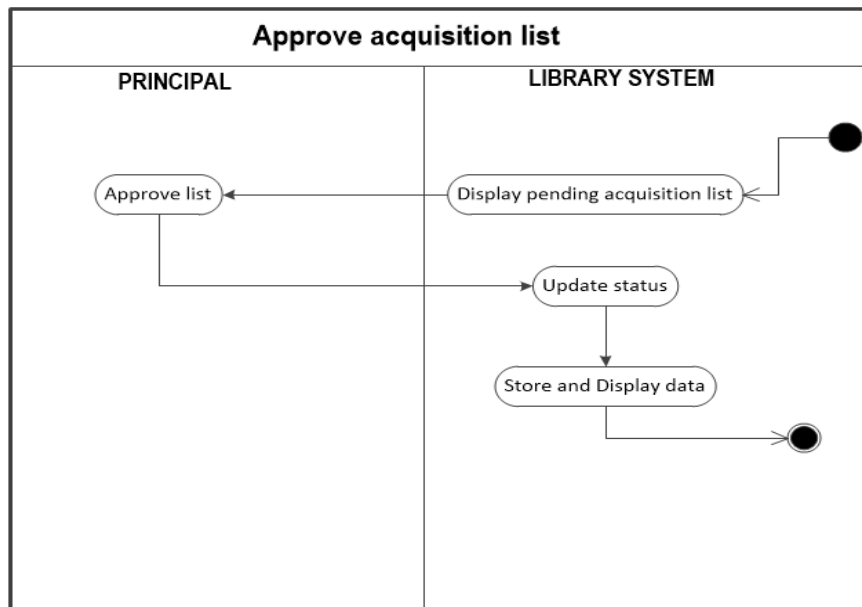 Approve acquisition list
PRINCIPAL
LIBRARY SYSTEM
Approve list
Display pending acquisition list
Update status
Store and Display data